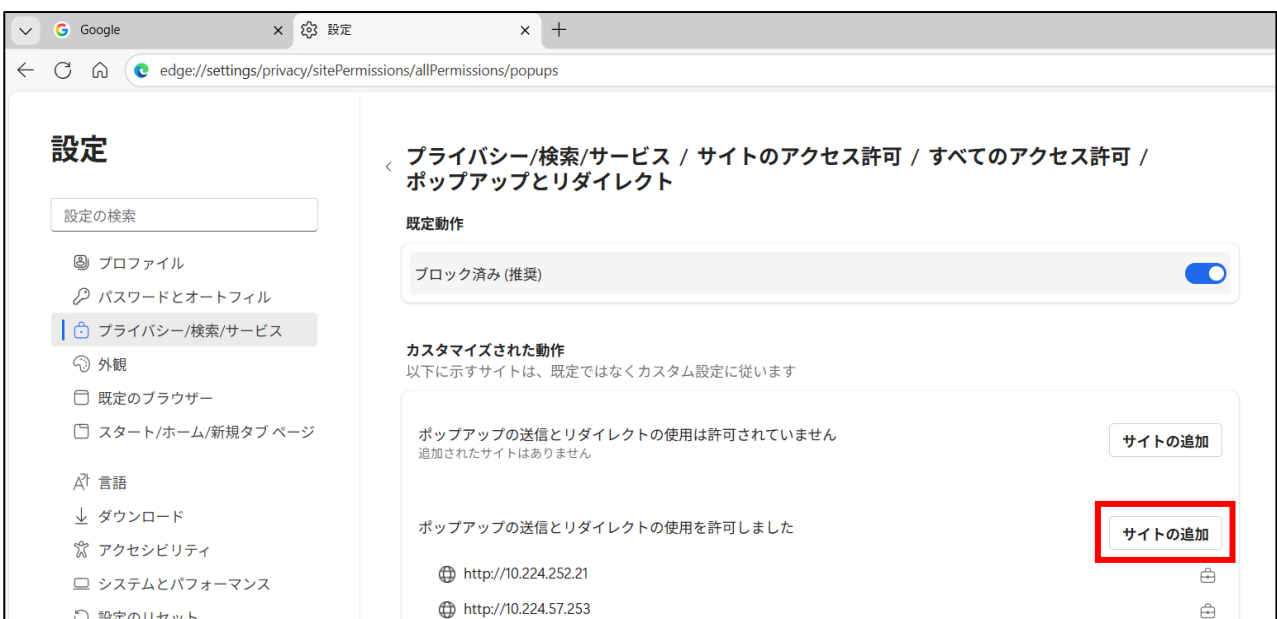 Google
設定
edge://settings/privacy/sitePermissions/allPermissions/popups
設定
設定の検索
プロファイル
パスワードとオートフィル
プライバシー/検索/サービス
外観
既定のブラウザー
スタート/ホーム/新規タブ ページ
言語
ダウンロード
アクセシビリティ
システムとパフォーマンス
設定のリセット
プライバシー/検索/サービス / サイトのアクセス許可 / すべてのアクセス許可 /
ポップアップとリダイレクト
既定動作
ブロック済み (推奨)
カスタマイズされた動作
以下に示すサイトは、既定ではなくカスタム設定に従います
ポップアップの送信とリダイレクトの使用は許可されていません
追加されたサイトはありません
サイトの追加
ポップアップの送信とリダイレクトの使用を許可しました
サイトの追加
http://10.224.252.21
http://10.224.57.253